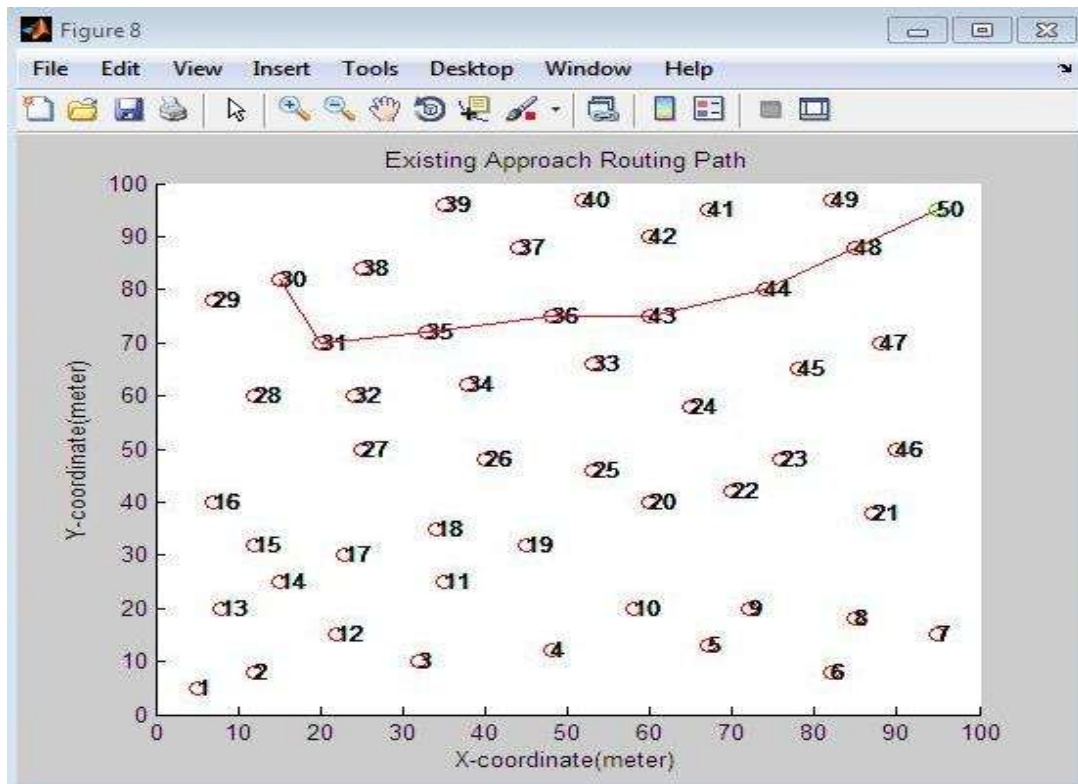 Figure 8
File Edit View Insert Tools Desktop Window Help
Existing Approach Routing Path
100
90
80
70
60
50
40
30
20
10
0
Y-coordinate(meter)
39 40 41 49 50
37 42 48
30 38
29 44
31 35 36 43 47
33 45
28 32 34 24
27 26 25 23 46
16 20 22 21
15 17 18 19
13 14 11 10 9 8 7
12 3 4 5 6
1 2
0 10 20 30 40 50 60 70 80 90 100
X-coordinate(meter)